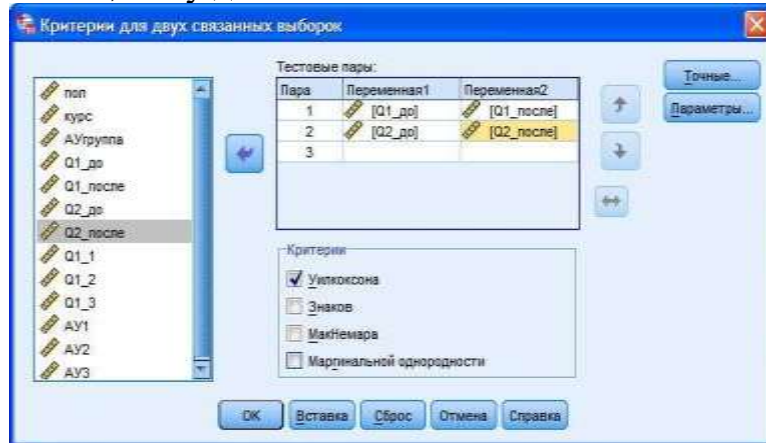 Критерии для двух связанных выборок
Тестовые пары:
пол
курс
АУгруппа
Q1_до
Q1_после
Q2_до
Q2_после
Q1_1
Q1_2
Q1_3
АУ1
АУ2
АУ3
Пара Переменная1 Переменная2
1 [Q1_до] [Q1_после]
2 [Q2_до] [Q2_после]
3
Точные...
Параметры...
Критерии
Уилкоксона
Знаков
МакНемара
Маргинальной однородности
OK Вставка Сброс Отмена Справка